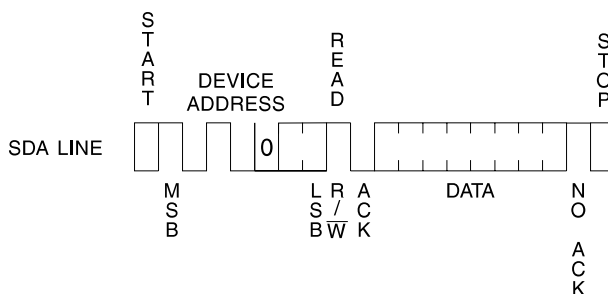 START
READ
STOP
DEVICE
ADDRESS
SDA LINE
0
MSB
LSB
R/W
ACK
DATA
NO ACK